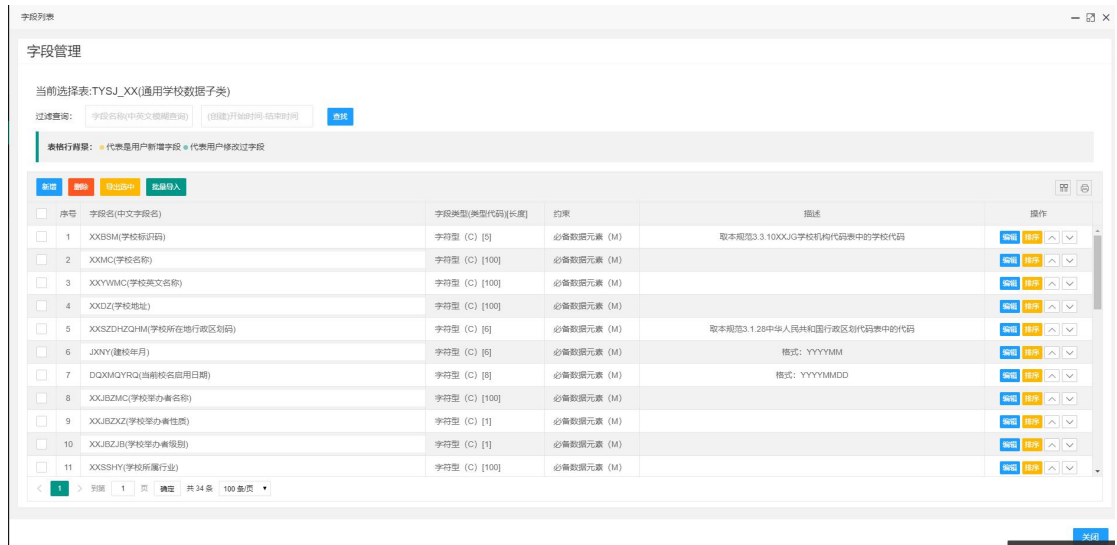 字段列表
字段管理
当前选择表:TYSJ_XX(通用学校数据子类)
过滤查询: 字段名称(中英文模糊查询) (创建)开始时间-结束时间 查找
表格行背景: 代表是用户新增字段 代表用户修改过字段
新增 删除 导出选中 批量导入
序号 字段名(中文字段名) 字段类型(类型代码)[长度] 约束 描述 操作
1 XXBSM(学校标识码) 字符型 (C) [5] 必备数据元素 (M) 取本规范3.3.10XXJG学校机构代码表中的学校代码 编辑 排序
2 XXMC(学校名称) 字符型 (C) [100] 必备数据元素 (M) 编辑 排序
3 XXYWMC(学校英文名称) 字符型 (C) [100] 必备数据元素 (M) 编辑 排序
4 XXDZ(学校地址) 字符型 (C) [100] 必备数据元素 (M) 编辑 排序
5 XXSZDHZQHM(学校所在地行政区划码) 字符型 (C) [6] 必备数据元素 (M) 取本规范3.1.28中华人民共和国行政区划代码表中的代码 编辑 排序
6 JXNY(建校年月) 字符型 (C) [6] 必备数据元素 (M) 格式: YYYYMM 编辑 排序
7 DQXMQYRQ(当前校名启用日期) 字符型 (C) [8] 必备数据元素 (M) 格式: YYYYMMDD 编辑 排序
8 XXJBZMC(学校举办者名称) 字符型 (C) [100] 必备数据元素 (M) 编辑 排序
9 XXJBZXZ(学校举办者性质) 字符型 (C) [1] 必备数据元素 (M) 编辑 排序
10 XXJBZJB(学校举办者级别) 字符型 (C) [1] 必备数据元素 (M) 编辑 排序
11 XXSSHY(学校所属行业) 字符型 (C) [100] 必备数据元素 (M) 编辑 排序
1 到第 1 页 确定 共 34 条 100 条/页
关闭